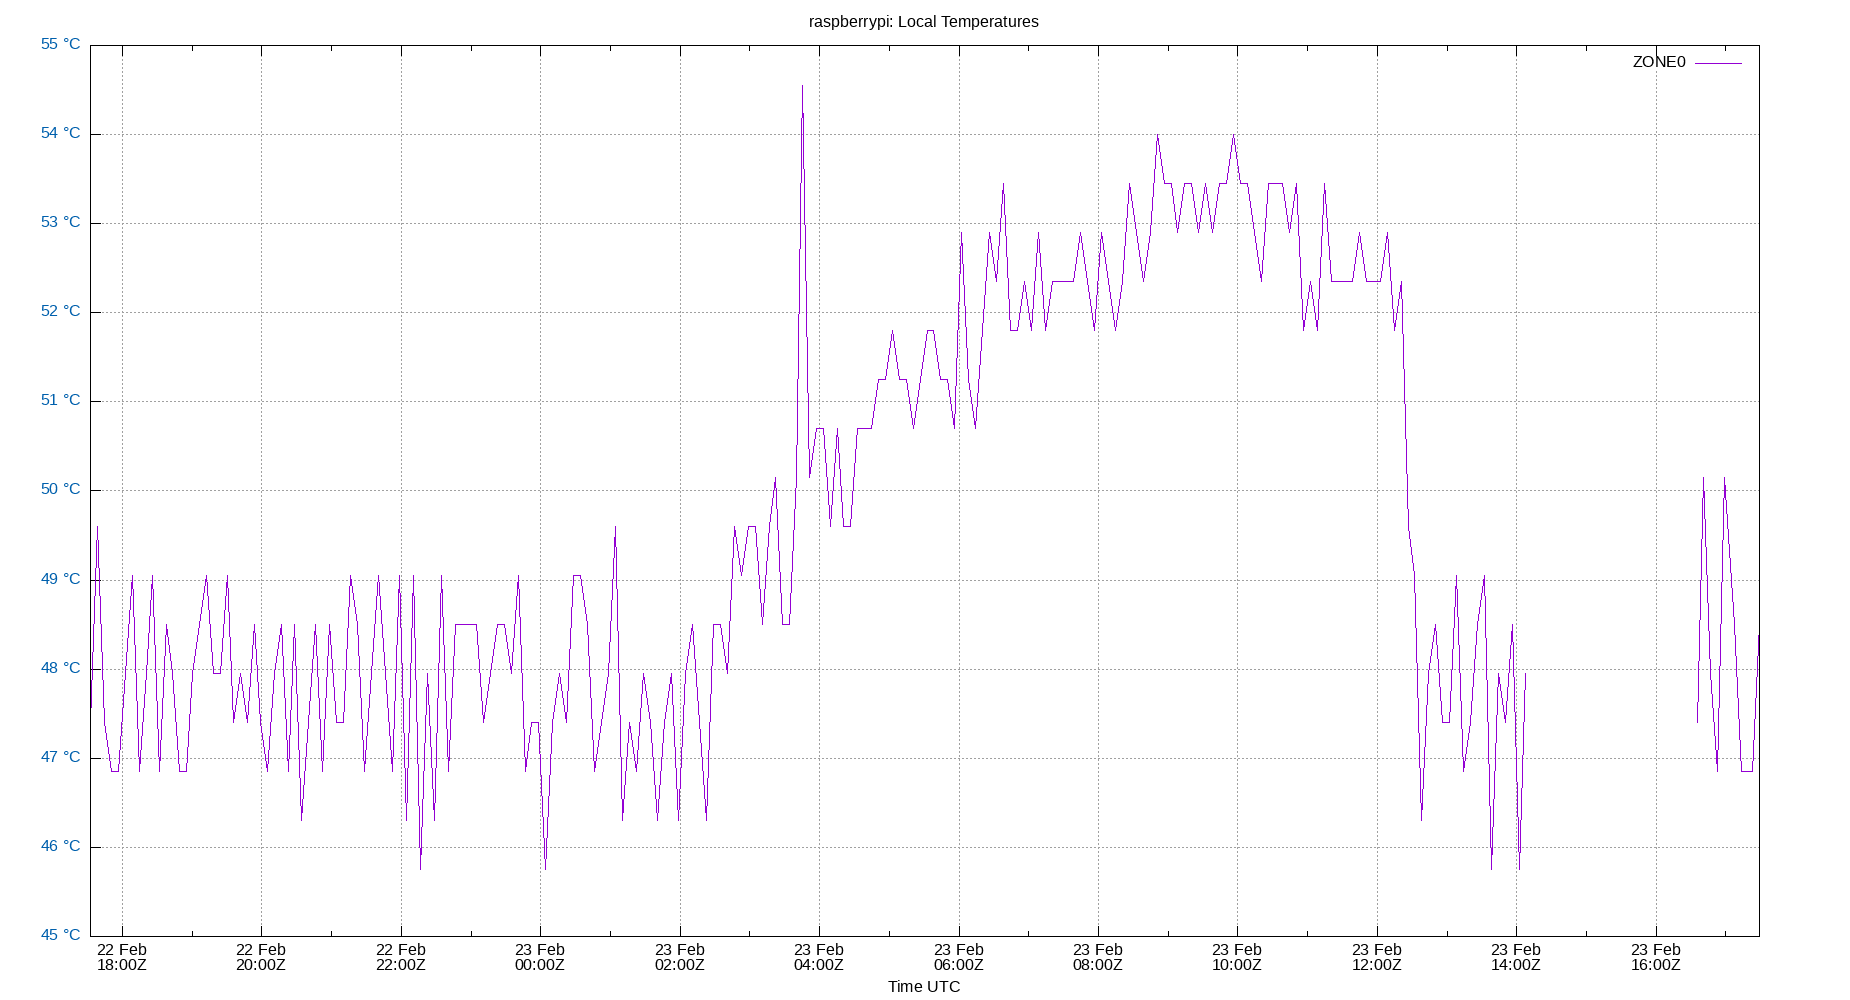 raspberrypi: Local Temperatures
55 °C
ZONE0
54 °C
53 °C
52 °C
51 °C
50 °C
49 °C
48 °C
47 °C
46 °C
45 °C
22 Feb 22 Feb 22 Feb 23 Feb 23 Feb 23 Feb 23 Feb 23 Feb 23 Feb 23 Feb 23 Feb 23 Feb
18:00Z 20:00Z 22:00Z 00:00Z 02:00Z 04:00Z 06:00Z 08:00Z 10:00Z 12:00Z 14:00Z 16:00Z
Time UTC